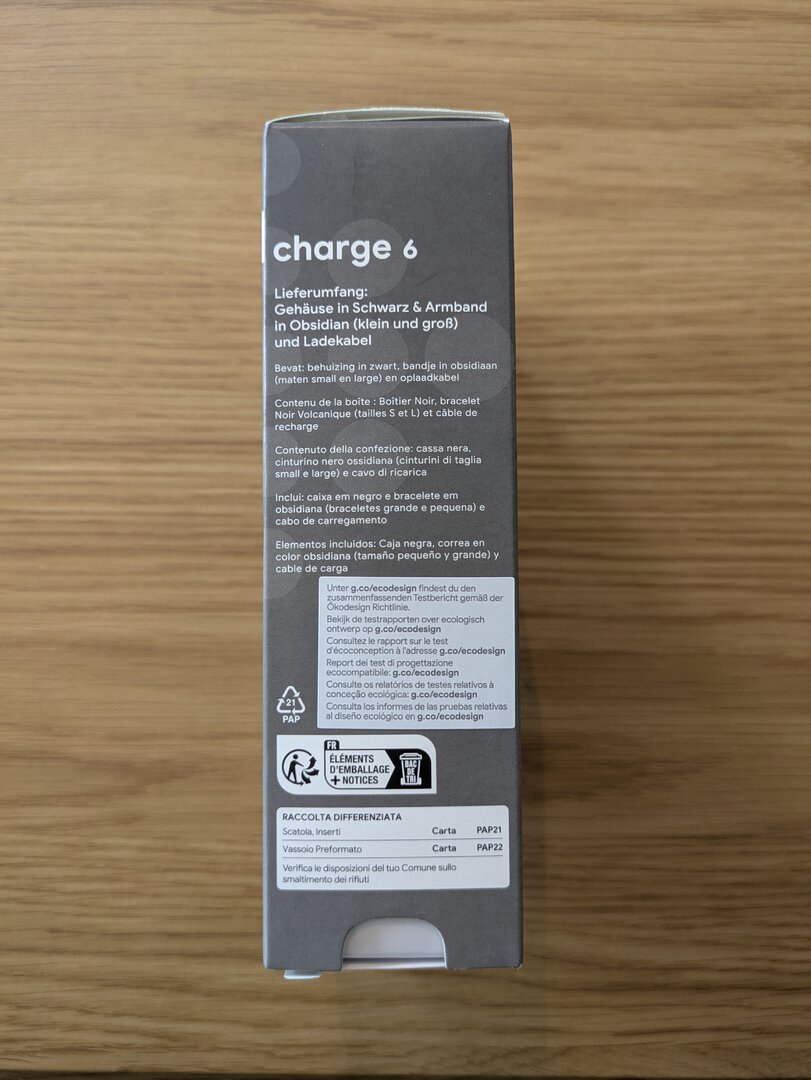 charge 6
Lieferumfang:
Gehäuse in Schwarz & Armband
in Obsidian (klein und groß)
und Ladekabel
Bevat: behuizing in zwart, bandje in obsidiaan
(maten small en large) en oplaadkabel
Contenu de la boîte : Boîtier Noir, bracelet
Noir Volcanique (tailles S et L) et câble de
recharge
Contenuto della confezione: cassa nera,
cinturino nero ossidiana (cinturini di taglia
small e large) e cavo di ricarica
Inclui: caixa em negro e bracelete em
obsidiana (braceletes grande e pequena) e
cabo de carregamento
Elementos incluidos: Caja negra, correa en
color obsidiana (tamaño pequeño y grande) y
cable de carga
Unter g.co/ecodesign findest du den
zusammenfassenden Testbericht gemäß der
Ökodesign Richtlinie.
Bekijk de testrapporten over ecologisch
ontwerp op g.co/ecodesign
Consultez le rapport sur le test
d'écoconception à l'adresse g.co/ecodesign
Report dei test di progettazione
ecocompatibile: g.co/ecodesign
Consulte os relatórios de testes relativos à
conceção ecológica: g.co/ecodesign
Consulta los informes de las pruebas relativas
al diseño ecológico en g.co/ecodesign
21
PAP
FR
ÉLÉMENTS
D'EMBALLAGE
+ NOTICES
BAC
DE
TRI
RACCOLTA DIFFERENZIATA
Scatola, Inserti Carta PAP21
Vassoio Preformato Carta PAP22
Verifica le disposizioni del tuo Comune sullo
smaltimento dei rifiuti